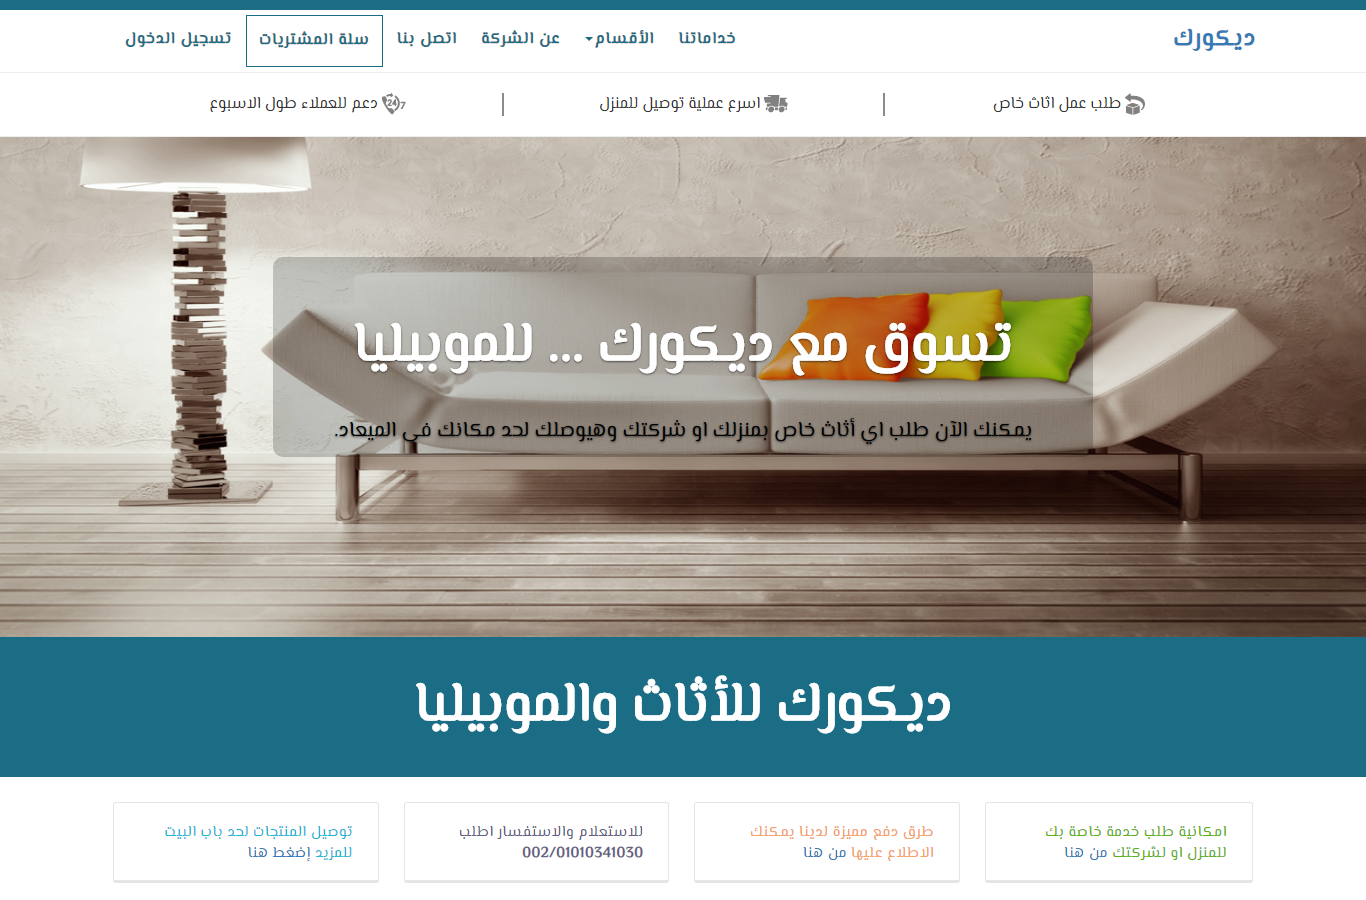 ديكورك
خداماتنا
الأقسام
عن الشركة
اتصل بنا
سلة المشتريات
تسجيل الدخول
طلب عمل اثاث خاص
اسرع عملية توصيل للمنزل
24/7
دعم للعملاء طول الاسبوع
تسوق مع ديكورك ... للموبيليا
يمكنك الآن طلب اي أثاث خاص بمنزلك او شركتك وهيوصلك لحد مكانك في الميعاد.
ديكورك للأثاث والموبيليا
امكانية طلب خدمة خاصة بك
للمنزل او لشركتك من هنا
طرق دفع مميزة لدينا يمكنك
الاطلاع عليها من هنا
للاستعلام والاستفسار اطلب
002/01010341030
توصيل المنتجات لحد باب البيت
للمزيد إضغط هنا